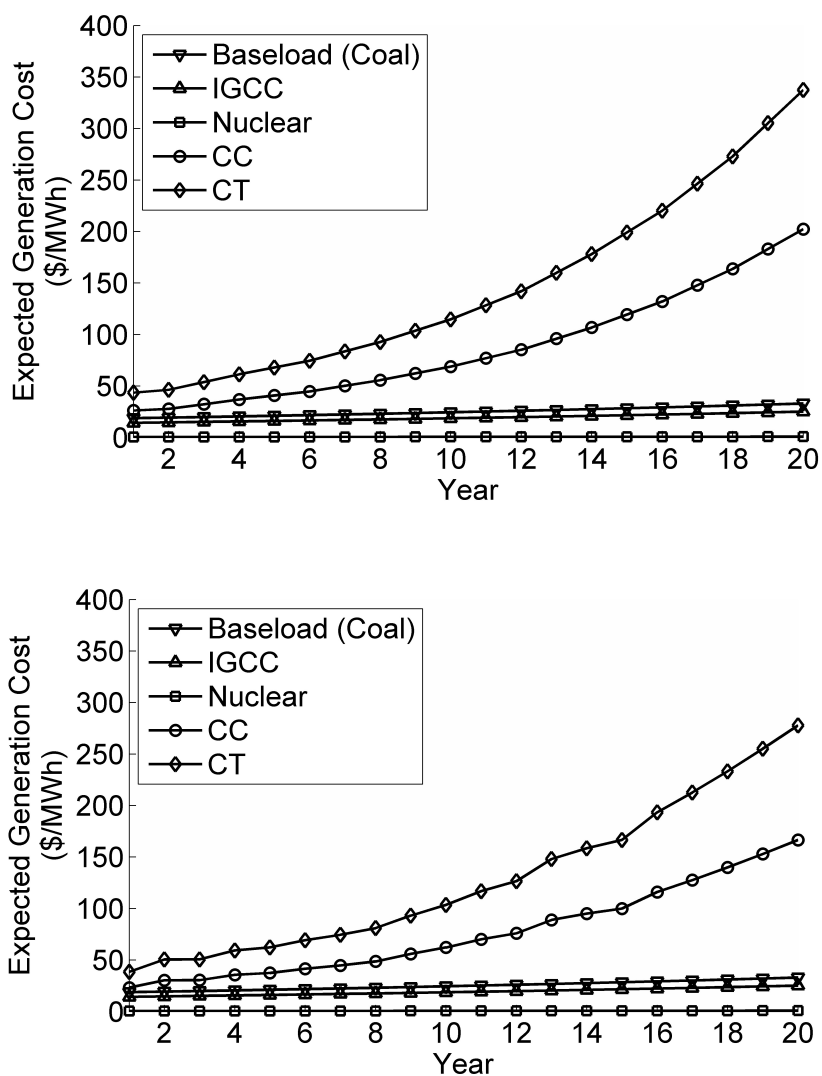 400
350
300
250
200
150
100
50
0
Expected Generation Cost
($/MWh)
Baseload (Coal)
IGCC
Nuclear
CC
CT
2 4 6 8 10 12 14 16 18 20
Year
400
350
300
250
200
150
100
50
0
Expected Generation Cost
($/MWh)
Baseload (Coal)
IGCC
Nuclear
CC
CT
2 4 6 8 10 12 14 16 18 20
Year